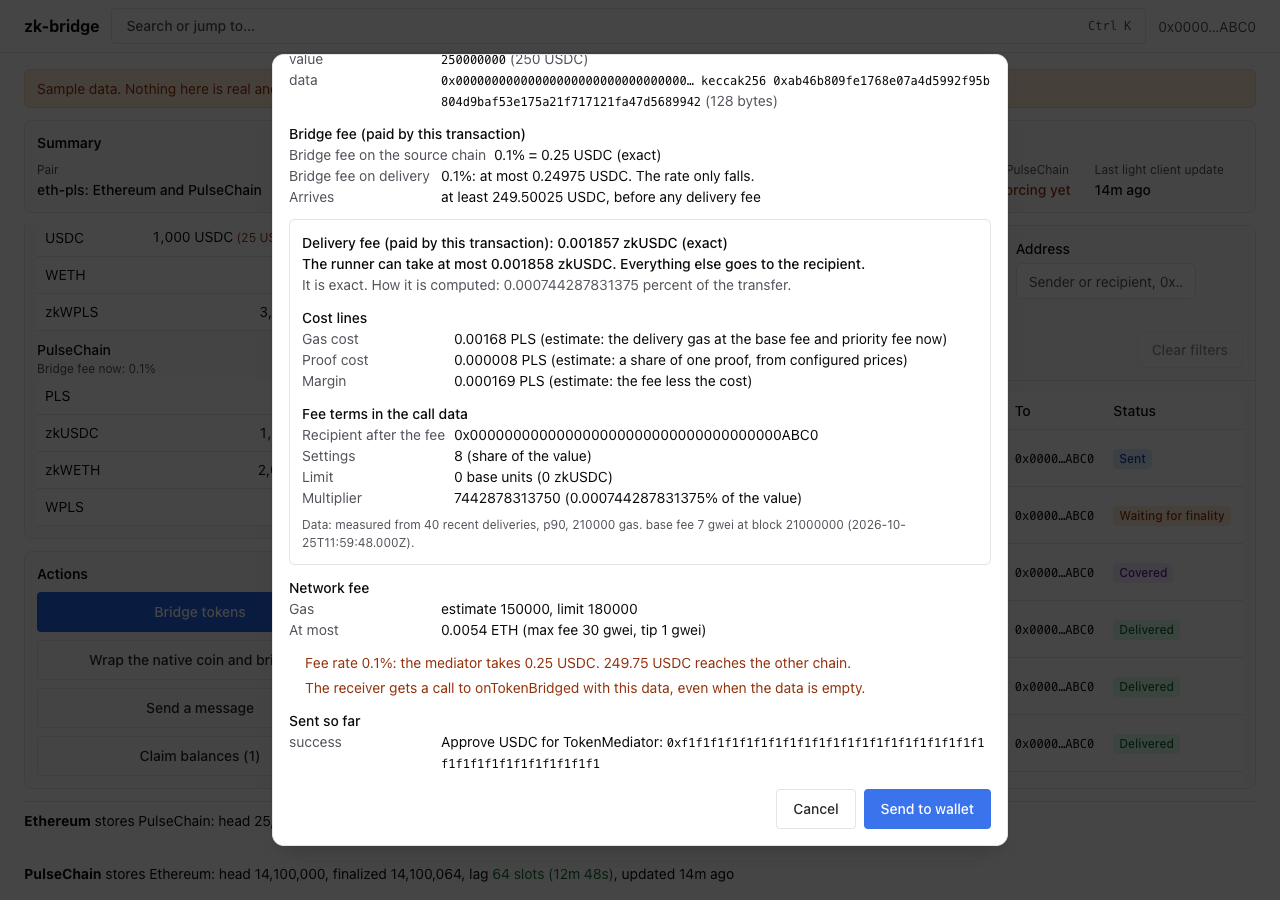 zk-bridge
Search or jump to...
Ctrl K
0x0000…ABC0
Sample data. Nothing here is real an
Summary
Pair
eth-pls: Ethereum and PulseChain
PulseChain
orcing yet
Last light client update
14m ago
USDC 1,000 USDC (25 US
WETH
zkWPLS 3,
PulseChain
Bridge fee now: 0.1%
PLS
zkUSDC 1,
zkWETH 2,
WPLS
Actions
Bridge tokens
Wrap the native coin and bri
Send a message
Claim balances (1)
Address
Sender or recipient, 0x..
Clear filters
To Status
0x0000…ABC0 Sent
0x0000…ABC0 Waiting for finality
0x0000…ABC0 Covered
0x0000…ABC0 Delivered
0x0000…ABC0 Delivered
0x0000…ABC0 Delivered
Ethereum stores PulseChain: head 25,
PulseChain stores Ethereum: head 14,100,000, finalized 14,100,064, lag 64 slots (12m 48s), updated 14m ago
value 250000000 (250 USDC)
data 0x00000000000000000000000000000000… keccak256 0xab46b809fe1768e07a4d5992f95b
804d9baf53e175a21f717121fa47d5689942 (128 bytes)
Bridge fee (paid by this transaction)
Bridge fee on the source chain 0.1% = 0.25 USDC (exact)
Bridge fee on delivery 0.1%: at most 0.24975 USDC. The rate only falls.
Arrives at least 249.50025 USDC, before any delivery fee
Delivery fee (paid by this transaction): 0.001857 zkUSDC (exact)
The runner can take at most 0.001858 zkUSDC. Everything else goes to the recipient.
It is exact. How it is computed: 0.000744287831375 percent of the transfer.
Cost lines
Gas cost 0.00168 PLS (estimate: the delivery gas at the base fee and priority fee now)
Proof cost 0.000008 PLS (estimate: a share of one proof, from configured prices)
Margin 0.000169 PLS (estimate: the fee less the cost)
Fee terms in the call data
Recipient after the fee 0x000000000000000000000000000000000000ABC0
Settings 8 (share of the value)
Limit 0 base units (0 zkUSDC)
Multiplier 7442878313750 (0.000744287831375% of the value)
Data: measured from 40 recent deliveries, p90, 210000 gas. base fee 7 gwei at block 21000000 (2026-10-
25T11:59:48.000Z).
Network fee
Gas estimate 150000, limit 180000
At most 0.0054 ETH (max fee 30 gwei, tip 1 gwei)
Fee rate 0.1%: the mediator takes 0.25 USDC. 249.75 USDC reaches the other chain.
The receiver gets a call to onTokenBridged with this data, even when the data is empty.
Sent so far
success Approve USDC for TokenMediator: 0xf1f1f1f1f1f1f1f1f1f1f1f1f1f1f1f1f1f1f1f1f1
f1f1f1f1f1f1f1f1f1f1f1
Cancel
Send to wallet